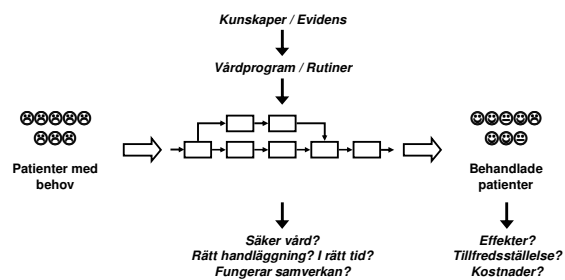 Kunskaper / Evidens
Vårdprogram / Rutiner
Patienter med
behov
Behandlade
patienter
Säker vård?
Rätt handläggning? I rätt tid?
Fungerar samverkan?
Effekter?
Tillfredsställelse?
Kostnader?